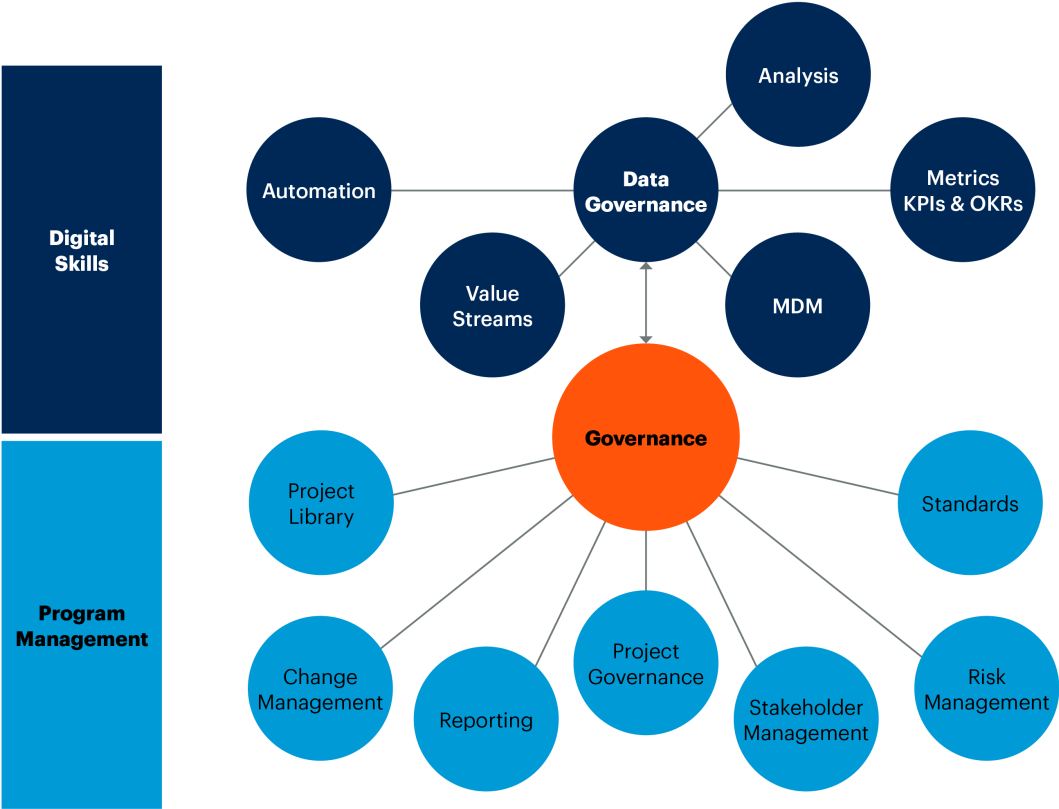 Digital
Skills
Analysis
Automation
Data
Governance
Metrics
KPIs & OKRs
Value
Streams
MDM
Governance
Program
Management
Project
Library
Standards
Change
Management
Reporting
Project
Governance
Stakeholder
Management
Risk
Management